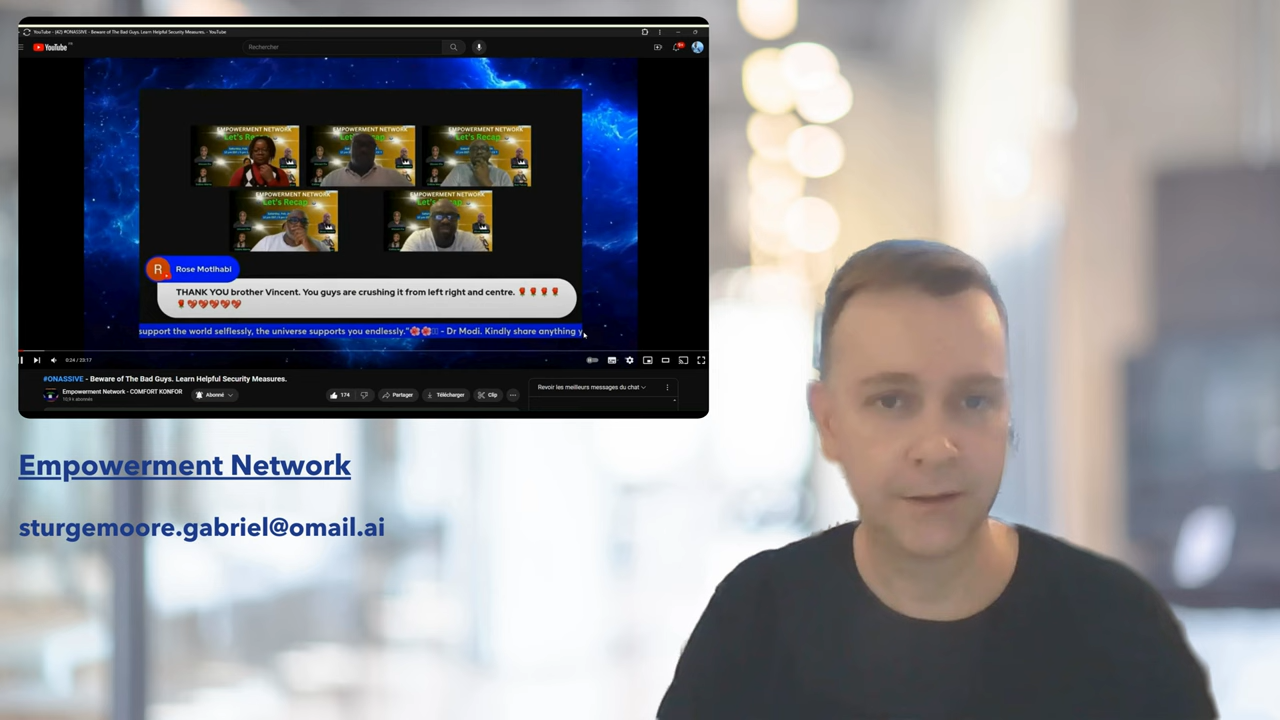 YouTube - (42) #ONASSIVE - Beware of The Bad Guys. Learn Helpful Security Measures. - YouTube
YouTube
Rechercher
EMPOWERMENT NETWORK
EMPOWERMENT NETWORK
EMPOWERMENT NETWORK
Let's Recap
EMPOWERMENT NETWORK
EMPOWERMENT NETWORK
Let's Recap
R Rose Motlhabi
THANK YOU brother Vincent. You guys are crushing it from left right and centre. 🌹🌹🌹🌹
🌹💖💖💖💖💖
support the world selflessly, the universe supports you endlessly."🌺🌺 - Dr Modi. Kindly share anything y
0:24 / 23:17
#ONASSIVE - Beware of The Bad Guys. Learn Helpful Security Measures.
Empowerment Network - COMFORT KONFOR
Abonné
174
Partager
Télécharger
Clip
Revoir les meilleurs messages du chat
Empowerment Network
sturgemoore.gabriel@omail.ai